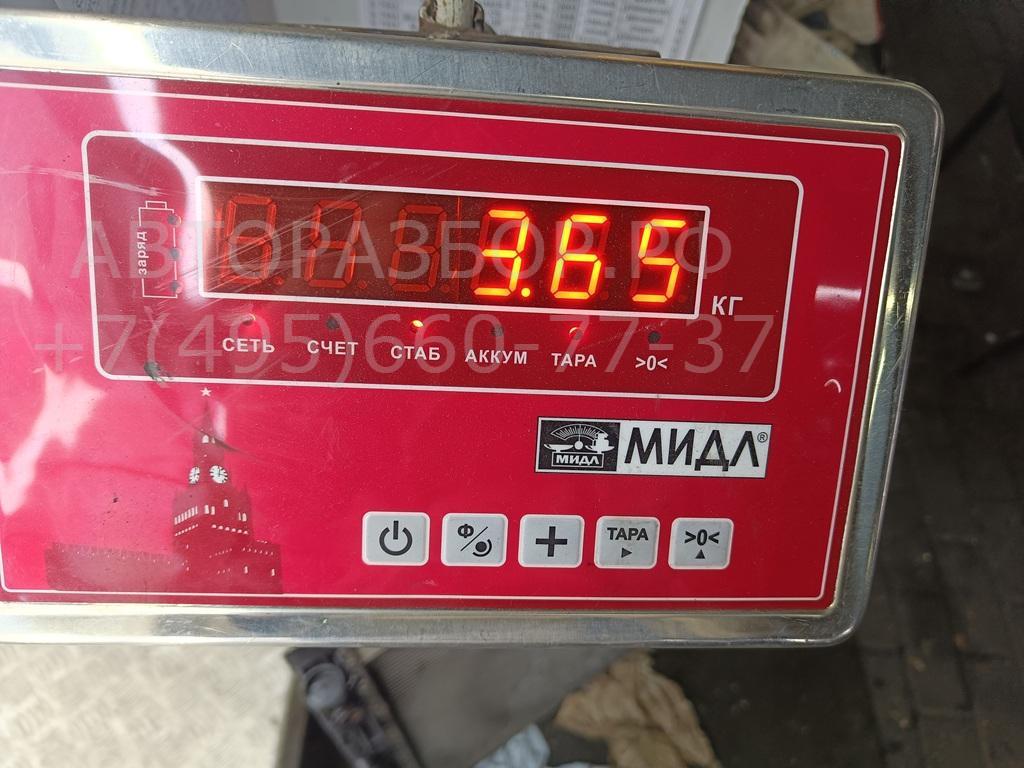 заряд
3.65
КГ
СЕТЬ СЧЕТ СТАБ АККУМ ТАРА >0<
АВТОРАЗБОР.РФ
+7(495)660-77-37
МИДЛ
МИДЛ®
Ф
ТАРА
>0<